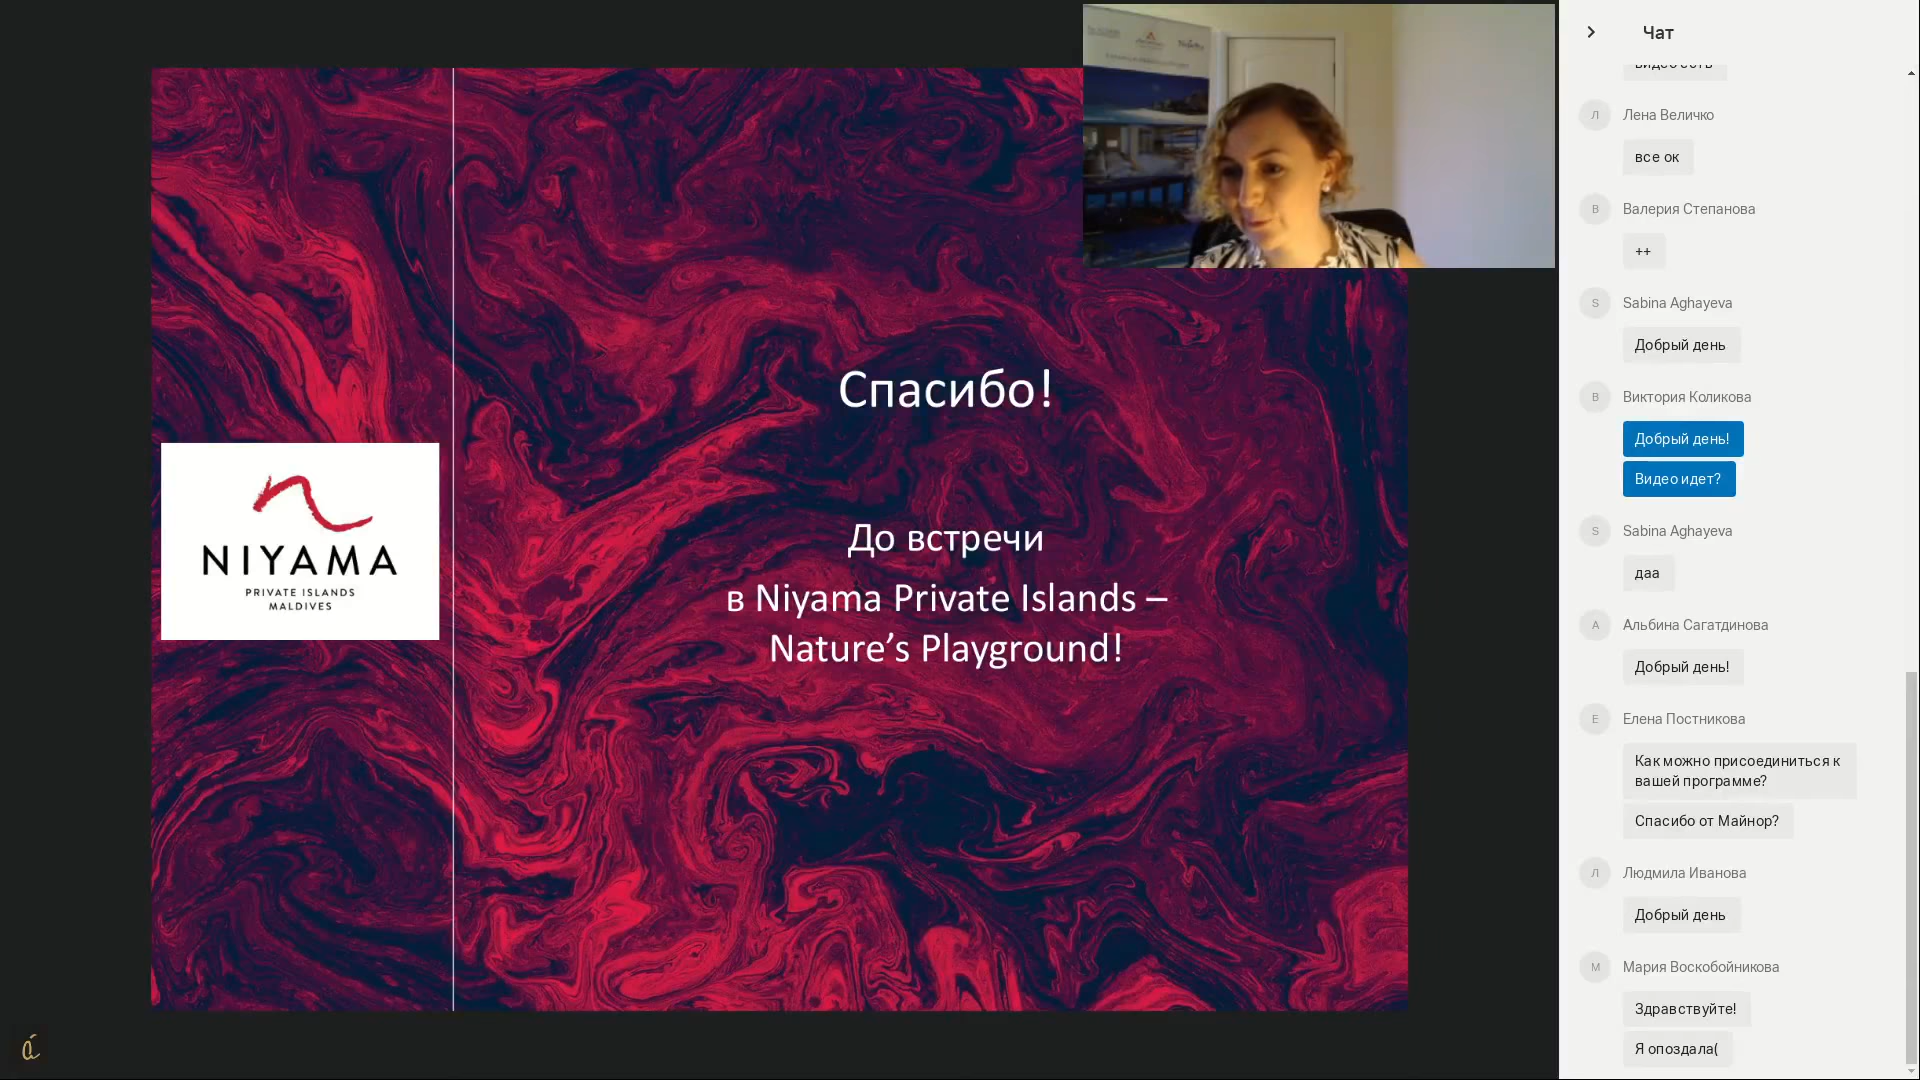 NIYAMA
PRIVATE ISLANDS
MALDIVES
Спасибо!
До встречи
в Niyama Private Islands –
Nature’s Playground!
Чат
видео есть
Л
Лена Величко
все ок
В
Валерия Степанова
++
S
Sabina Aghayeva
Добрый день
В
Виктория Коликова
Добрый день!
Видео идет?
S
Sabina Aghayeva
даа
А
Альбина Сагатдинова
Добрый день!
Е
Елена Постникова
Как можно присоединиться к
вашей программе?
Спасибо от Майнор?
Л
Людмила Иванова
Добрый день
М
Мария Воскобойникова
Здравствуйте!
Я опоздала(
á